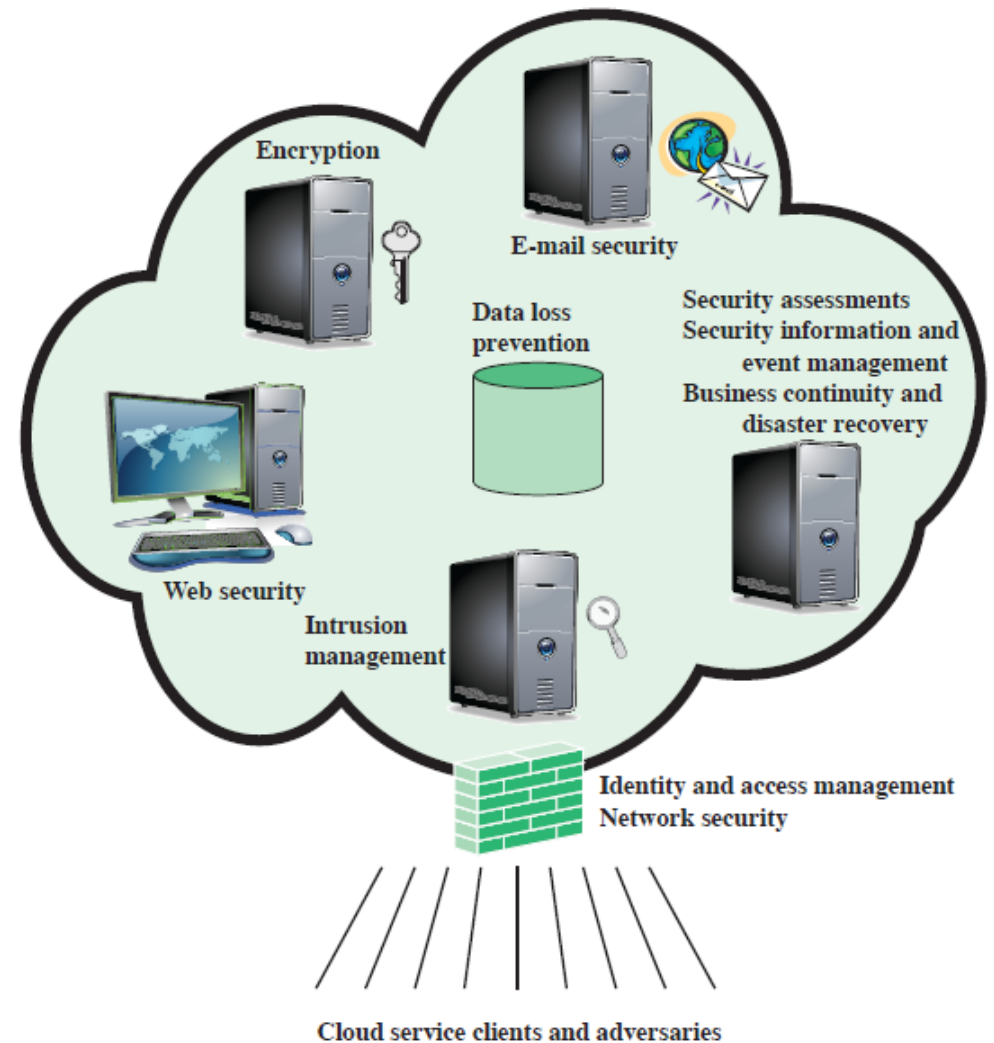 Encryption
E-mail security
Data loss
prevention
Security assessments
Security information and
event management
Business continuity and
disaster recovery
Web security
Intrusion
management
Identity and access management
Network security
Cloud service clients and adversaries